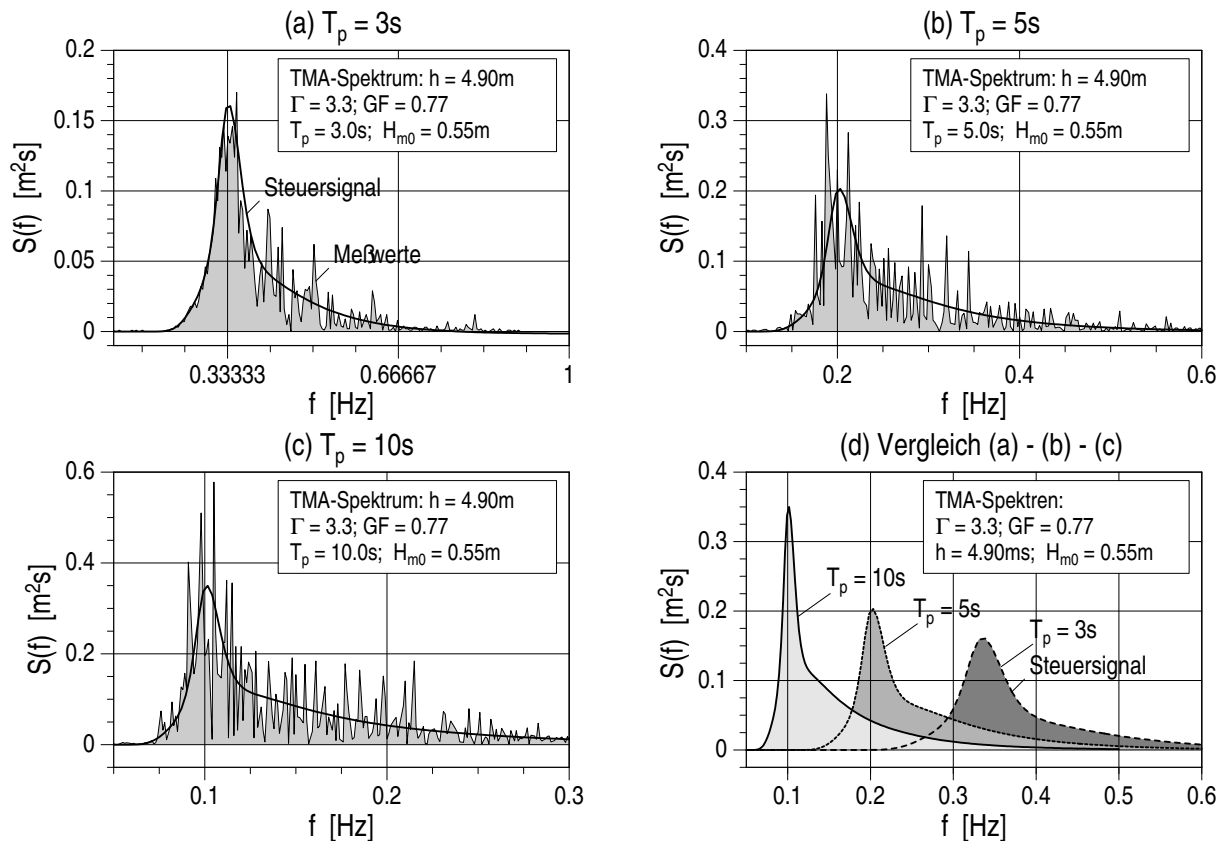 (a) T_p = 3s
0.2
0.15
0.1
0.05
0
S(f) [m²s]
TMA-Spektrum: h = 4.90m
Γ = 3.3; GF = 0.77
T_p = 3.0s; H_m0 = 0.55m
Steuersignal
Meßwerte
0.33333
0.66667
1
f [Hz]
(b) T_p = 5s
0.4
0.3
0.2
0.1
0
S(f) [m²s]
TMA-Spektrum: h = 4.90m
Γ = 3.3; GF = 0.77
T_p = 5.0s; H_m0 = 0.55m
0.2
0.4
0.6
f [Hz]
(c) T_p = 10s
0.6
0.4
0.2
0
S(f) [m²s]
TMA-Spektrum: h = 4.90m
Γ = 3.3; GF = 0.77
T_p = 10.0s; H_m0 = 0.55m
0.1
0.2
0.3
f [Hz]
(d) Vergleich (a) - (b) - (c)
0.4
0.3
0.2
0.1
0
S(f) [m²s]
TMA-Spektren:
Γ = 3.3; GF = 0.77
h = 4.90ms; H_m0 = 0.55m
T_p = 10s
T_p = 5s
T_p = 3s
Steuersignal
0.1
0.2
0.3
0.4
0.5
0.6
f [Hz]